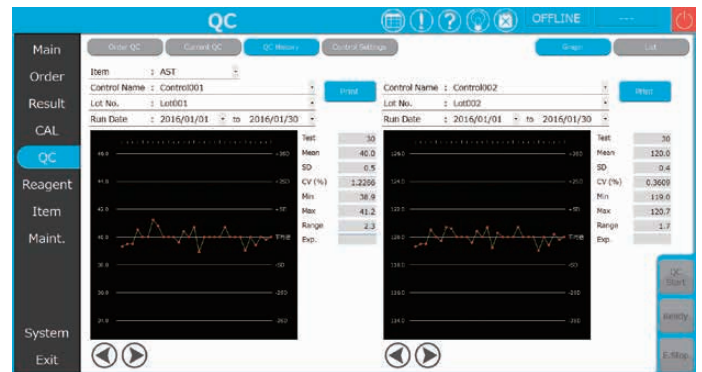 QC
OFFLINE ---
Main
Order
Result
CAL
QC
Reagent
Item
Maint.
System
Exit
Order QC Current QC QC History Control Settings Graph List
Item : AST
Control Name : Control001
Lot No. : Lot001
Run Date : 2016/01/01 to 2016/01/30
Print
Test 30
Mean 40.0
SD 0.5
CV (%) 1.2266
Min 38.9
Max 41.2
Range 2.3
Exp.
Control Name : Control002
Lot No. : Lot002
Run Date : 2016/01/01 to 2016/01/30
Print
Test 30
Mean 120.0
SD 0.4
CV (%) 0.3609
Min 119.0
Max 120.7
Range 1.7
Exp.
QC
Start
Ready
E.Stop